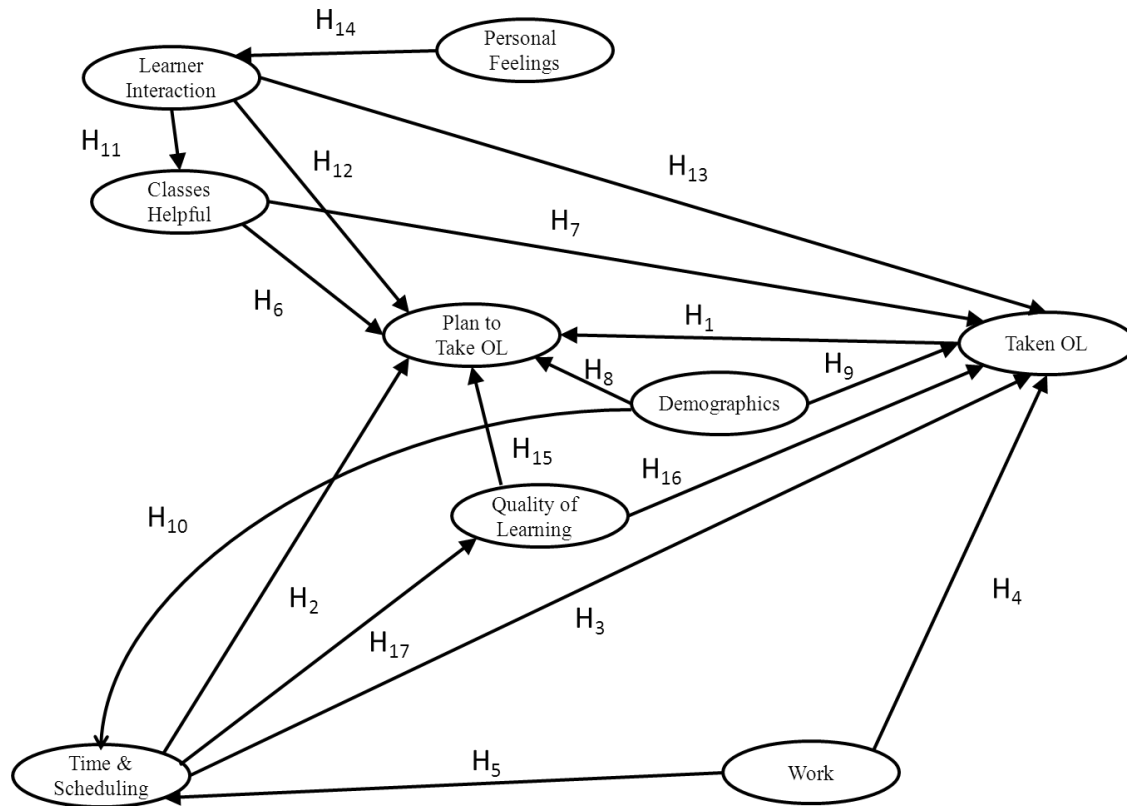 H14
Personal
Feelings
Learner
Interaction
H11
H12
H13
Classes
Helpful
H7
H6
H1
Plan to
Take OL
Taken OL
H8
H9
Demographics
H15
H16
Quality of
Learning
H10
H2
H3
H4
H17
Time &
Scheduling
H5
Work